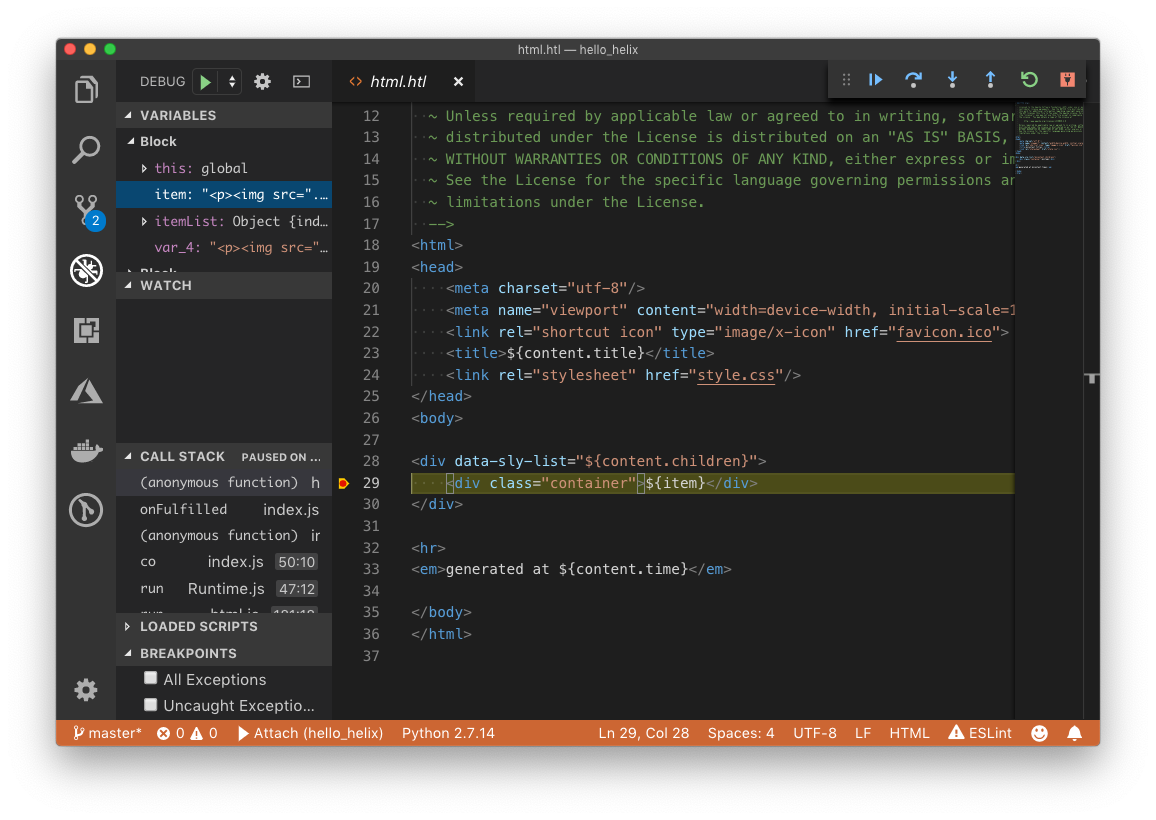 html.htl — hello_helix
DEBUG
html.htl
VARIABLES
Block
this: global
item: "<p><img src=".…
itemList: Object {ind…
var_4: "<p><img src="…
Block
WATCH
2
CALL STACK PAUSED ON ...
(anonymous function) h
onFulfilled index.js
(anonymous function)
co index.js 50:10
run Runtime.js 47:12
run html.js
LOADED SCRIPTS
BREAKPOINTS
All Exceptions
Uncaught Exceptio...
12 ~ Unless required by applicable law or agreed to in writing, softwar
13 ~ distributed under the License is distributed on an "AS IS" BASIS,
14 ~ WITHOUT WARRANTIES OR CONDITIONS OF ANY KIND, either express or im
15 ~ See the License for the specific language governing permissions an
16 ~ limitations under the License.
17 -->
18 <html>
19 <head>
20 <meta charset="utf-8"/>
21 <meta name="viewport" content="width=device-width, initial-scale=1
22 <link rel="shortcut icon" type="image/x-icon" href="favicon.ico">
23 <title>${content.title}</title>
24 <link rel="stylesheet" href="style.css"/>
25 </head>
26 <body>
27
28 <div data-sly-list="${content.children}">
29 <div class="container">${item}</div>
30 </div>
31
32 <hr>
33 <em>generated at ${content.time}</em>
34
35 </body>
36 </html>
37
master* 0 0 Attach (hello_helix) Python 2.7.14 Ln 29, Col 28 Spaces: 4 UTF-8 LF HTML ESLint